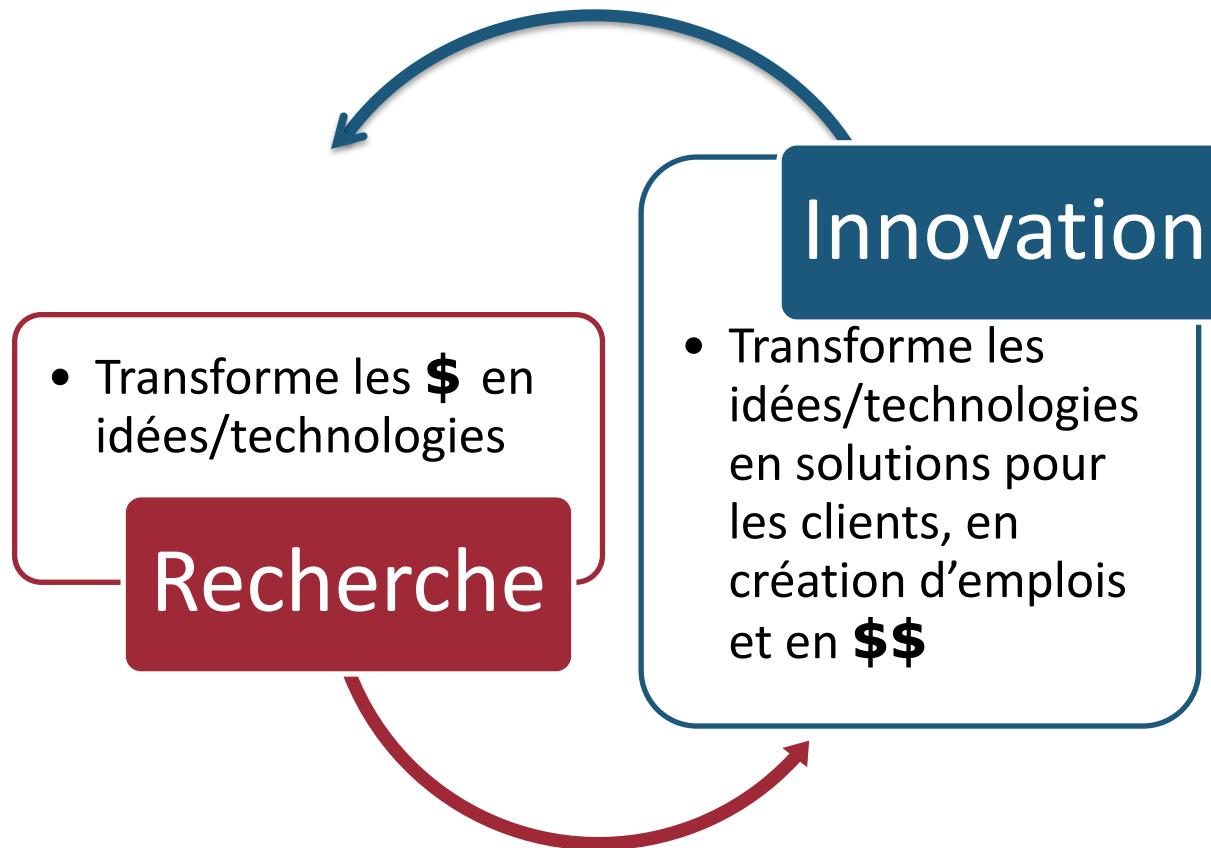 • Transforme les $ en
idées/technologies
Recherche
Innovation
• Transforme les
idées/technologies
en solutions pour
les clients, en
création d’emplois
et en $$